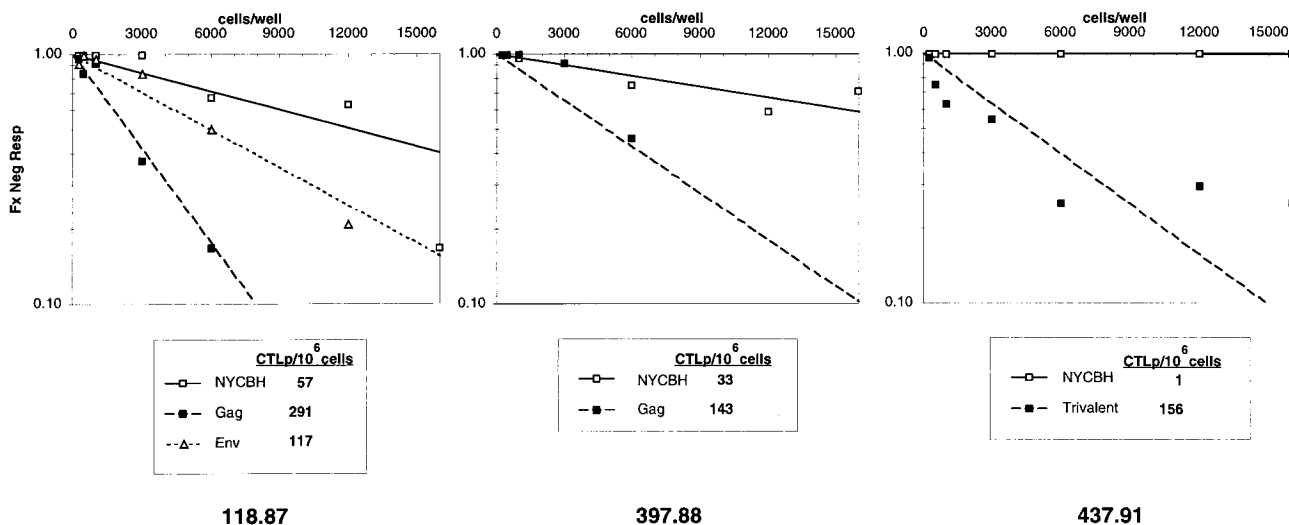 cells/well
0 3000 6000 9000 12000 15000
1.00
0.10
Fx Neg Resp
CTLp/10^6 cells
NYCBH 57
Gag 291
Env 117
118.87
cells/well
0 3000 6000 9000 12000 15000
1.00
0.10
CTLp/10^6 cells
NYCBH 33
Gag 143
397.88
cells/well
0 3000 6000 9000 12000 15000
1.00
0.10
CTLp/10^6 cells
NYCBH 1
Trivalent 156
437.91